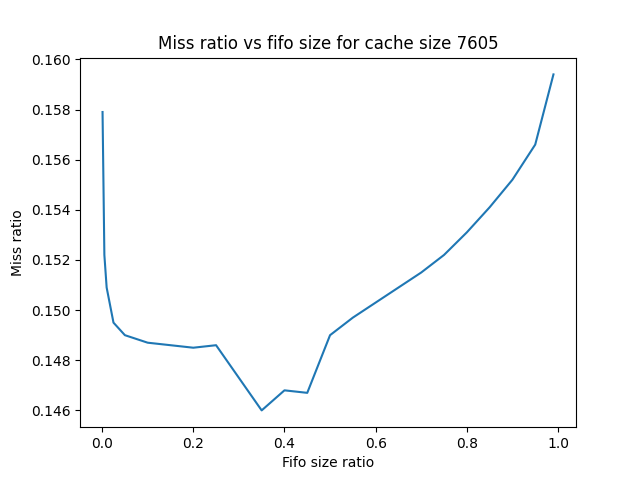 Miss ratio vs fifo size for cache size 7605
0.160
0.158
0.156
0.154
0.152
0.150
0.148
0.146
Miss ratio
0.0 0.2 0.4 0.6 0.8 1.0
Fifo size ratio